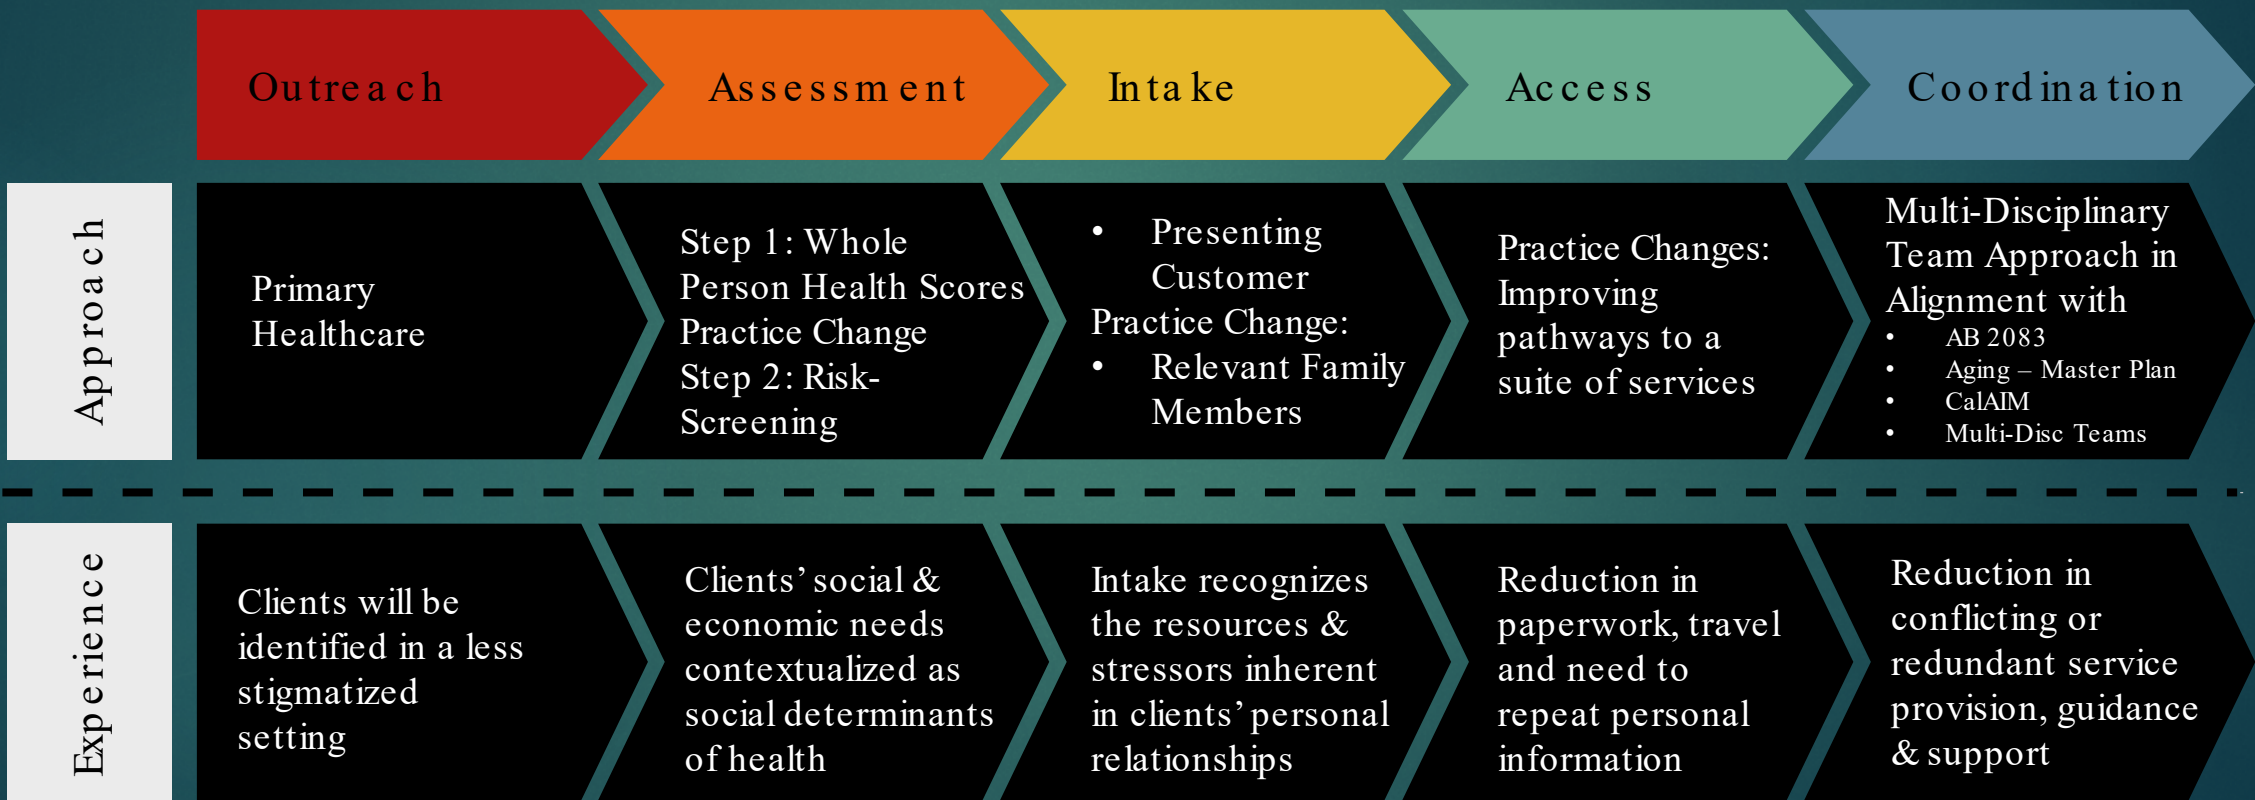 Outreach
Assessment
Intake
Access
Coordination
Approach
Primary
Healthcare
Step 1: Whole
Person Health Scores
Practice Change
Step 2: Risk-
Screening
• Presenting
Customer
Practice Change:
• Relevant Family
Members
Practice Changes:
Improving
pathways to a
suite of services
Multi-Disciplinary
Team Approach in
Alignment with
• AB 2083
• Aging – Master Plan
• CalAIM
• Multi-Disc Teams
Experience
Clients will be
identified in a less
stigmatized
setting
Clients’ social &
economic needs
contextualized as
social determinants
of health
Intake recognizes
the resources &
stressors inherent
in clients’ personal
relationships
Reduction in
paperwork, travel
and need to
repeat personal
information
Reduction in
conflicting or
redundant service
provision, guidance
& support